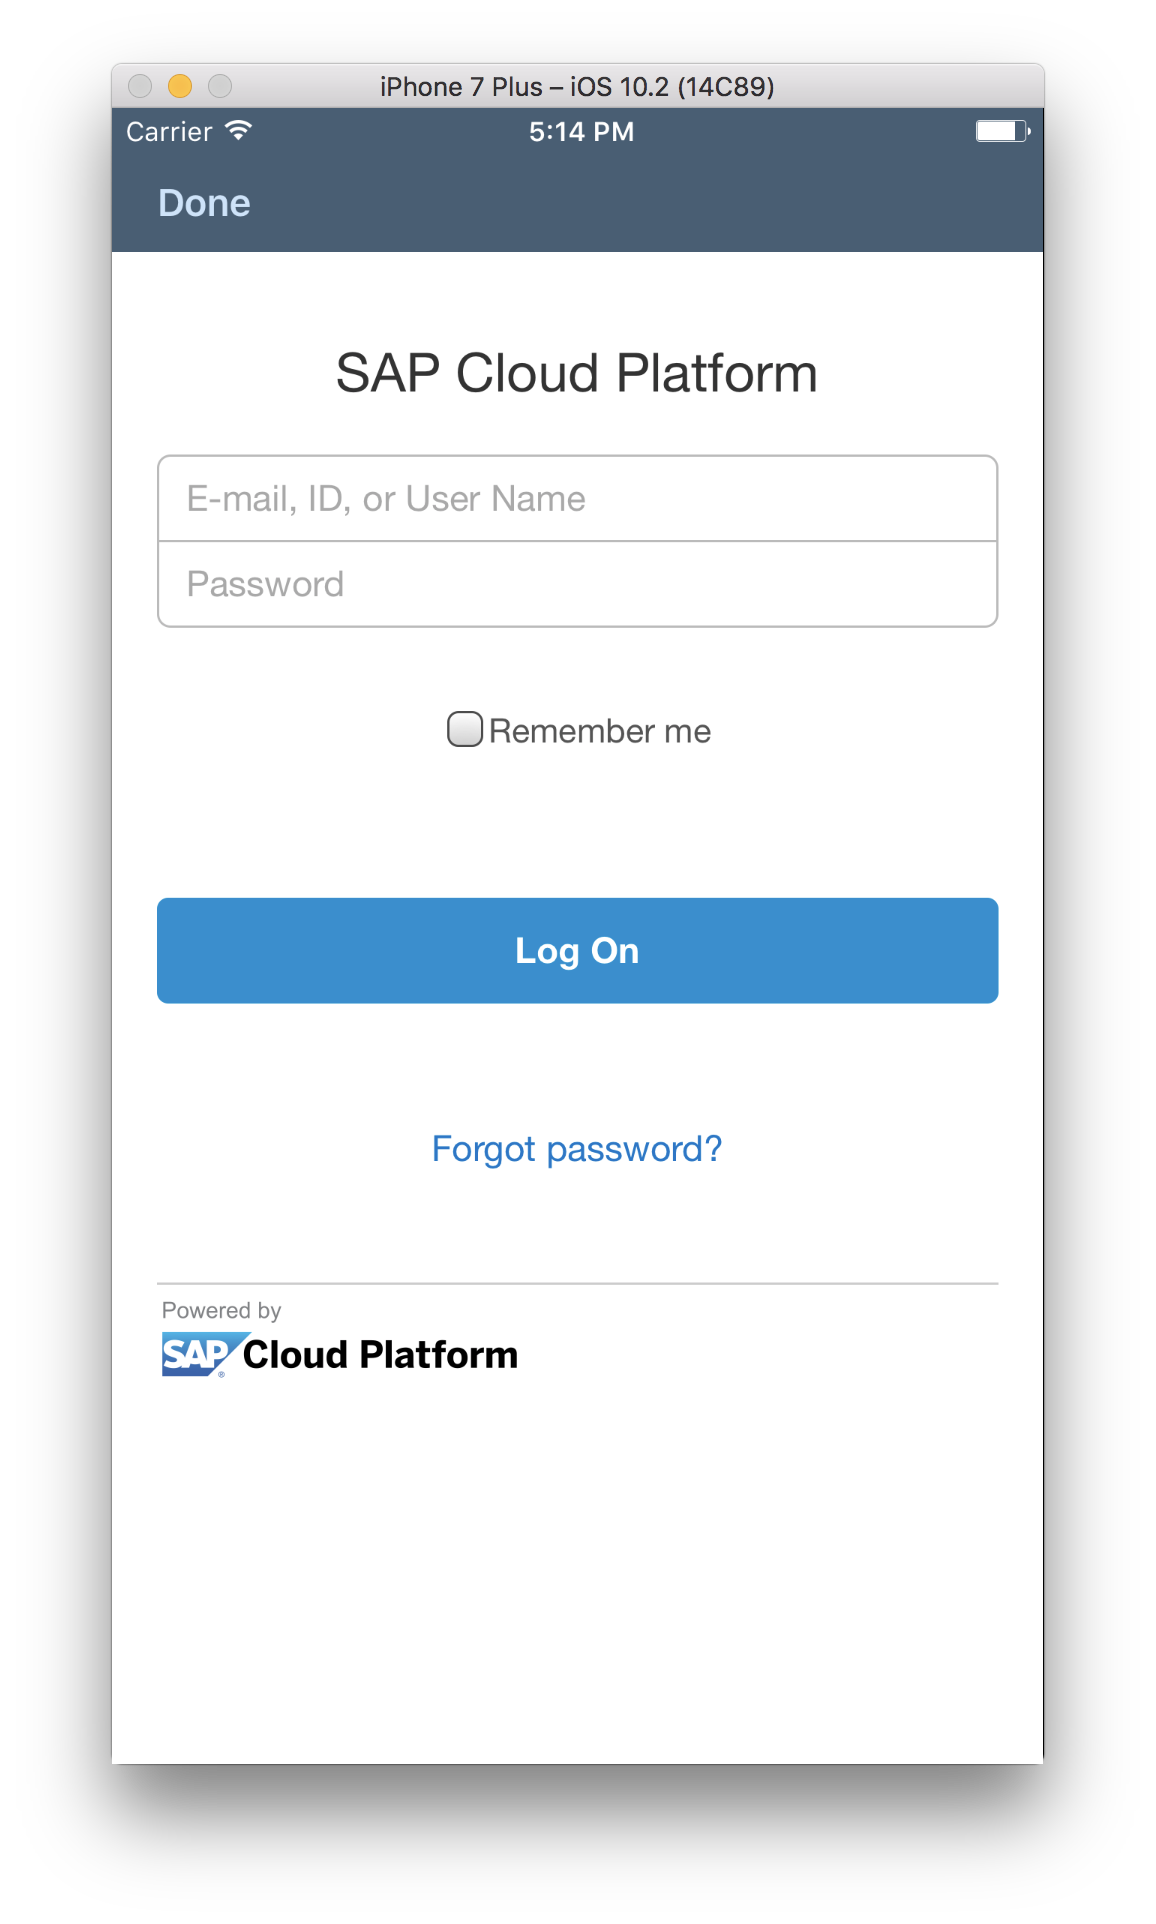 iPhone 7 Plus – iOS 10.2 (14C89)
Carrier 5:14 PM
Done
SAP Cloud Platform
E-mail, ID, or User Name
Password
Remember me
Log On
Forgot password?
Powered by
SAP® Cloud Platform